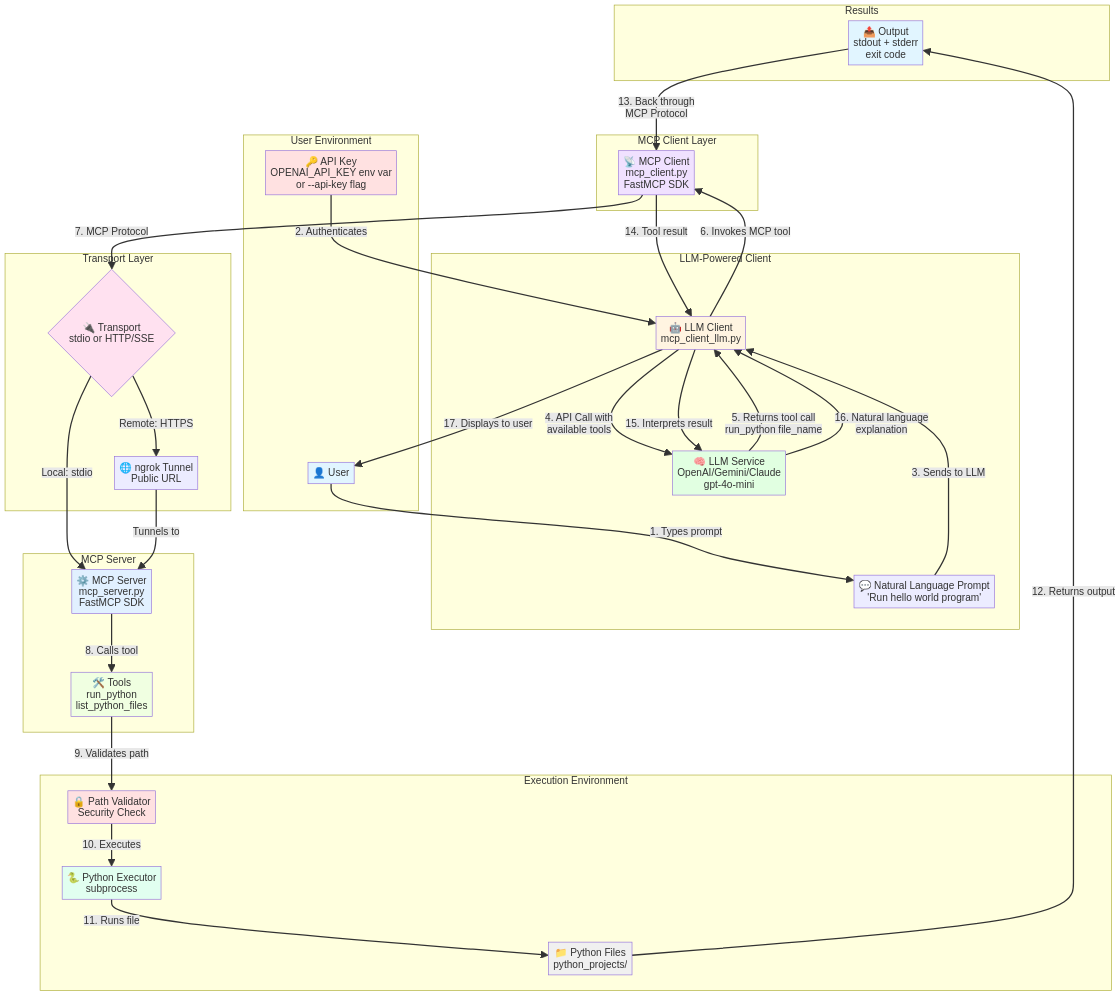 Results
📤 Output
stdout + stderr
exit code
13. Back through
MCP Protocol
User Environment
🔑 API Key
OPENAI_API_KEY env var
or --api-key flag
MCP Client Layer
📡 MCP Client
mcp_client.py
FastMCP SDK
7. MCP Protocol
2. Authenticates
14. Tool result
6. Invokes MCP tool
Transport Layer
🔌 Transport
stdio or HTTP/SSE
LLM-Powered Client
🤖 LLM Client
mcp_client_llm.py
Remote: HTTPS
17. Displays to user
4. API Call with
available tools
15. Interprets result
5. Returns tool call
run_python file_name
16. Natural language
explanation
Local: stdio
🌐 ngrok Tunnel
Public URL
👤 User
🧠 LLM Service
OpenAI/Gemini/Claude
gpt-4o-mini
3. Sends to LLM
Tunnels to
1. Types prompt
MCP Server
⚙️ MCP Server
mcp_server.py
FastMCP SDK
💬 Natural Language Prompt
'Run hello world program'
12. Returns output
8. Calls tool
🛠️ Tools
run_python
list_python_files
9. Validates path
Execution Environment
🔒 Path Validator
Security Check
10. Executes
🐍 Python Executor
subprocess
11. Runs file
📁 Python Files
python_projects/